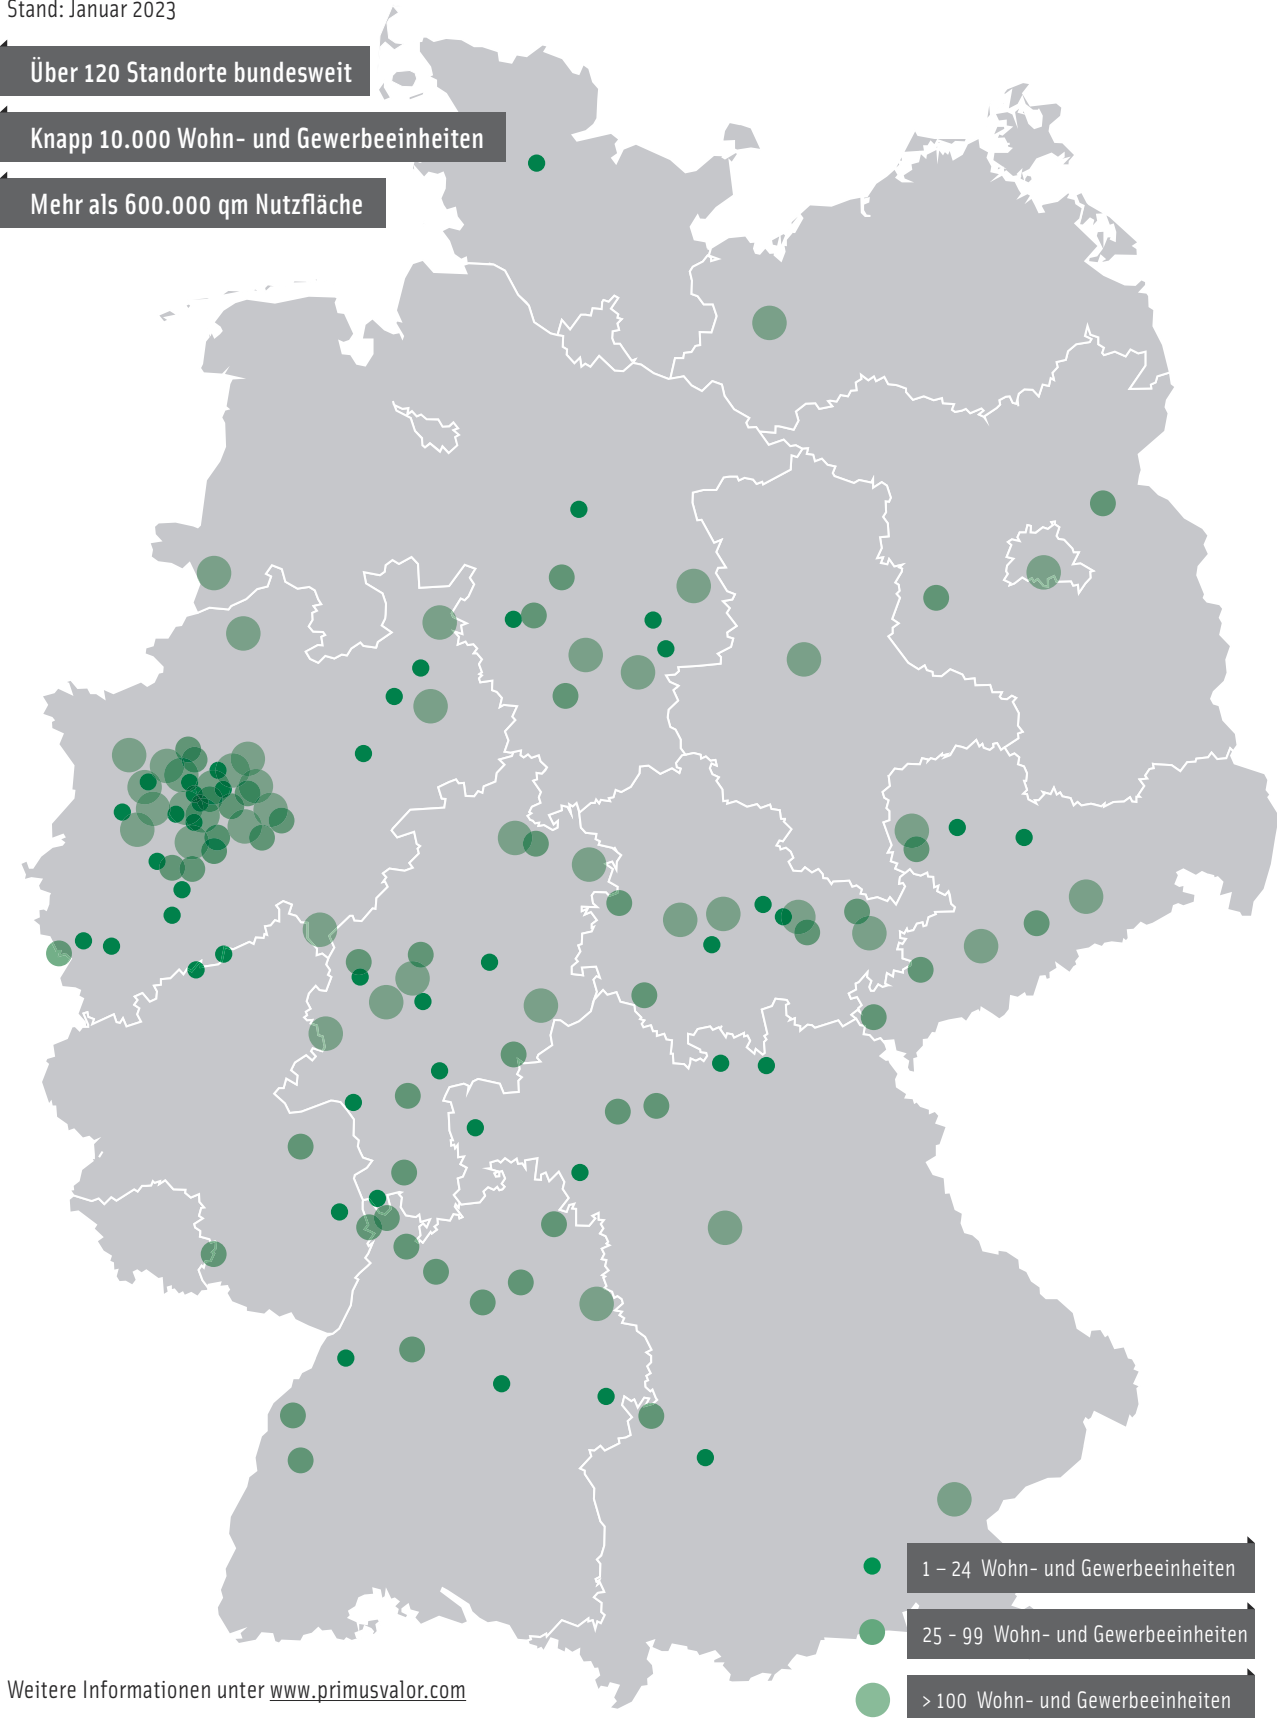 Stand: Januar 2023
Über 120 Standorte bundesweit
Knapp 10.000 Wohn- und Gewerbeeinheiten
Mehr als 600.000 qm Nutzfläche
1 – 24 Wohn- und Gewerbeeinheiten
25 - 99 Wohn- und Gewerbeeinheiten
> 100 Wohn- und Gewerbeeinheiten
Weitere Informationen unter www.primusvalor.com